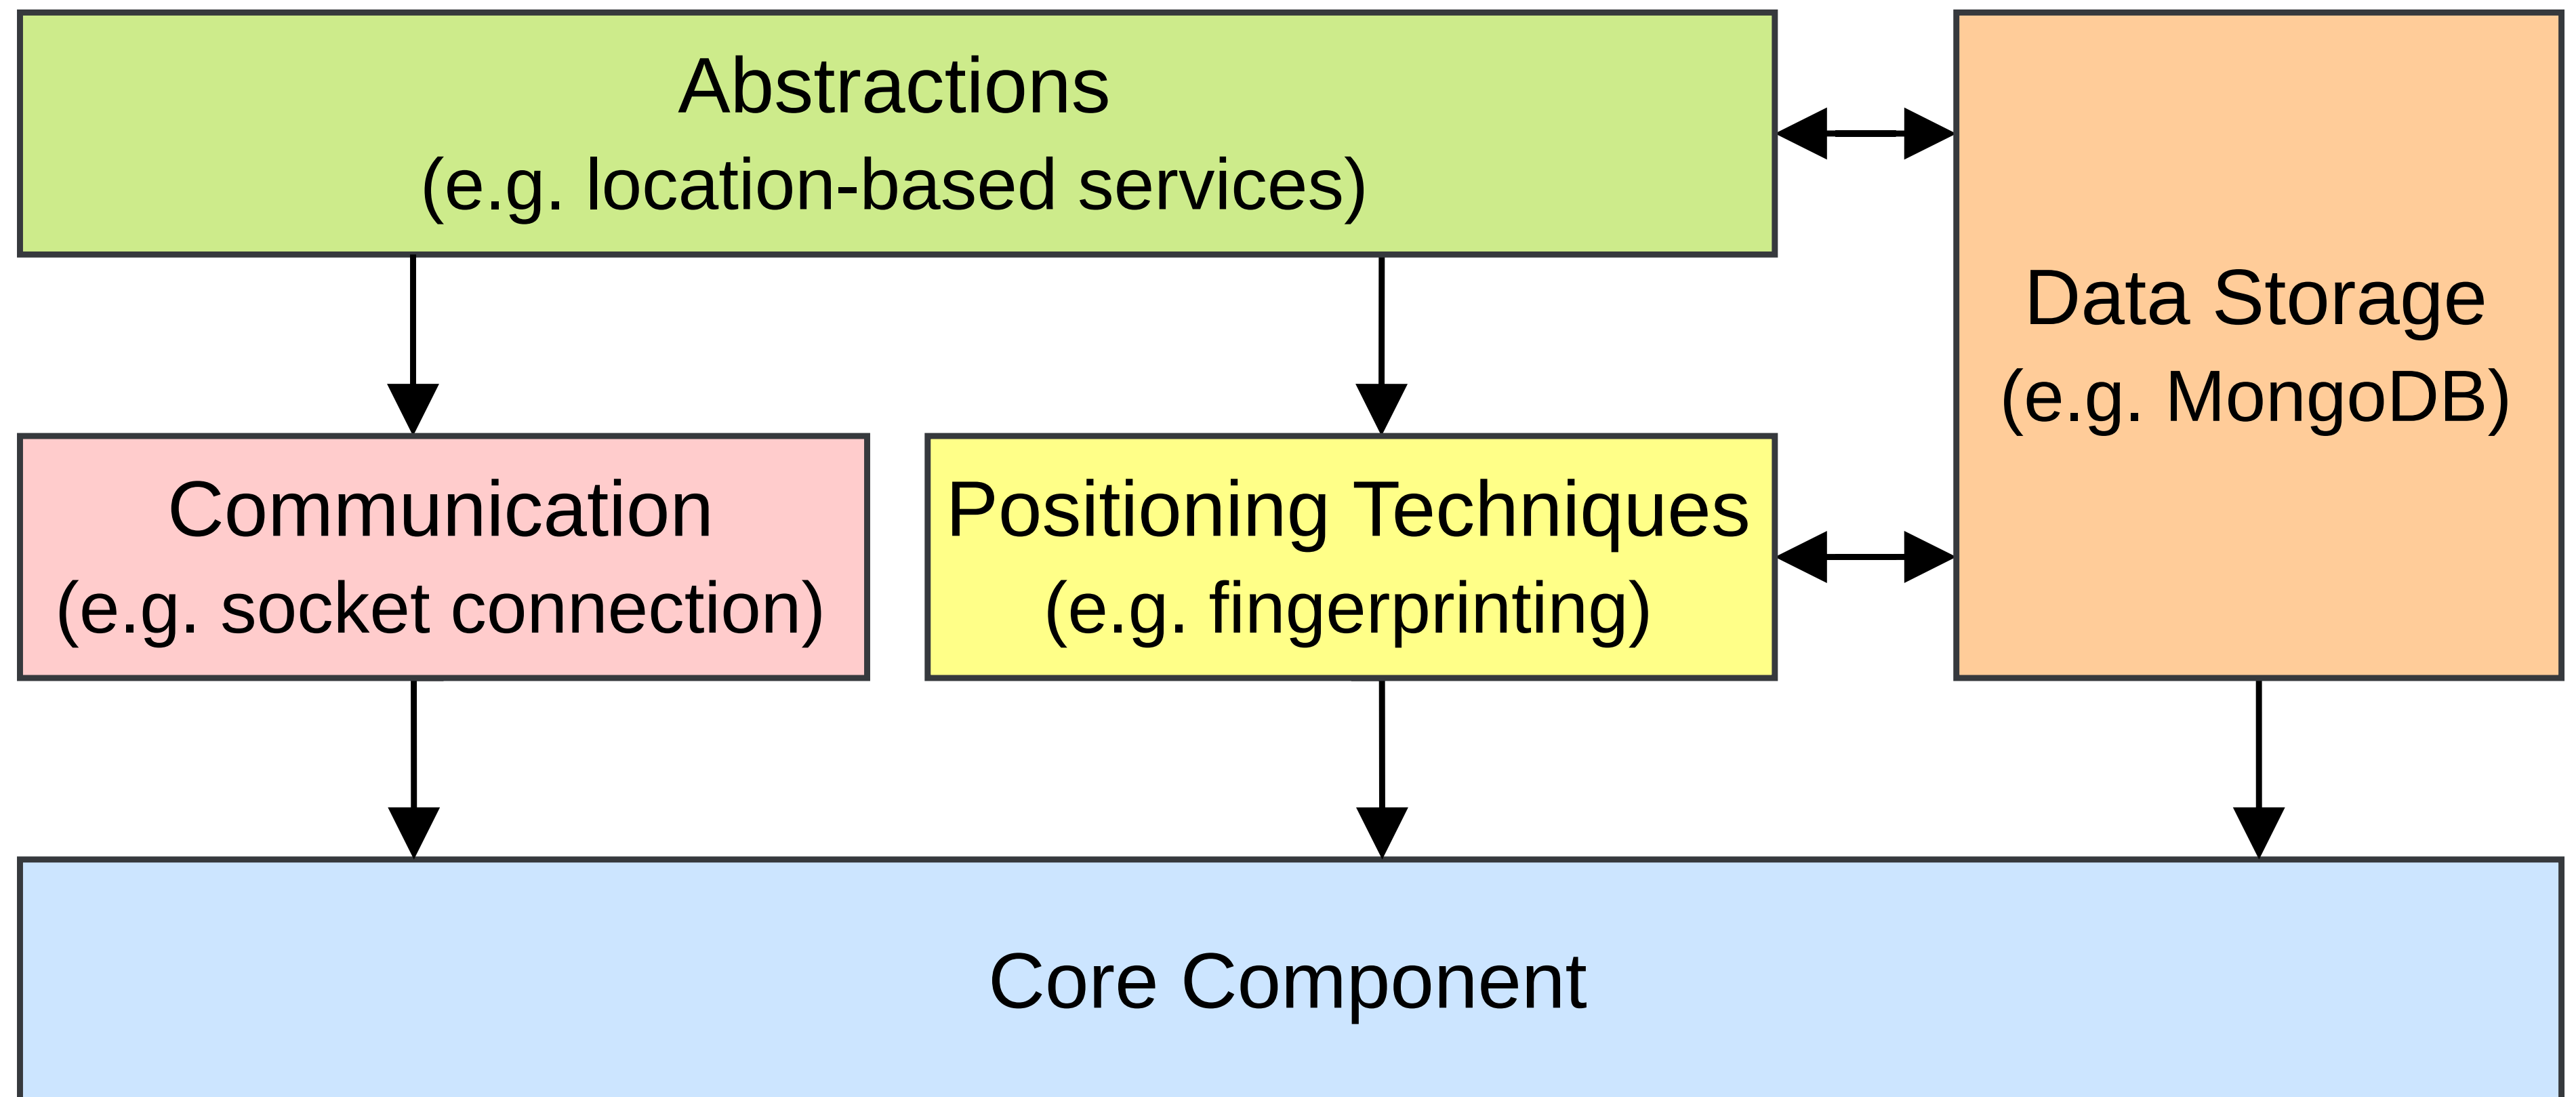 Abstractions
(e.g. location-based services)
Data Storage
(e.g. MongoDB)
Communication
(e.g. socket connection)
Positioning Techniques
(e.g. fingerprinting)
Core Component